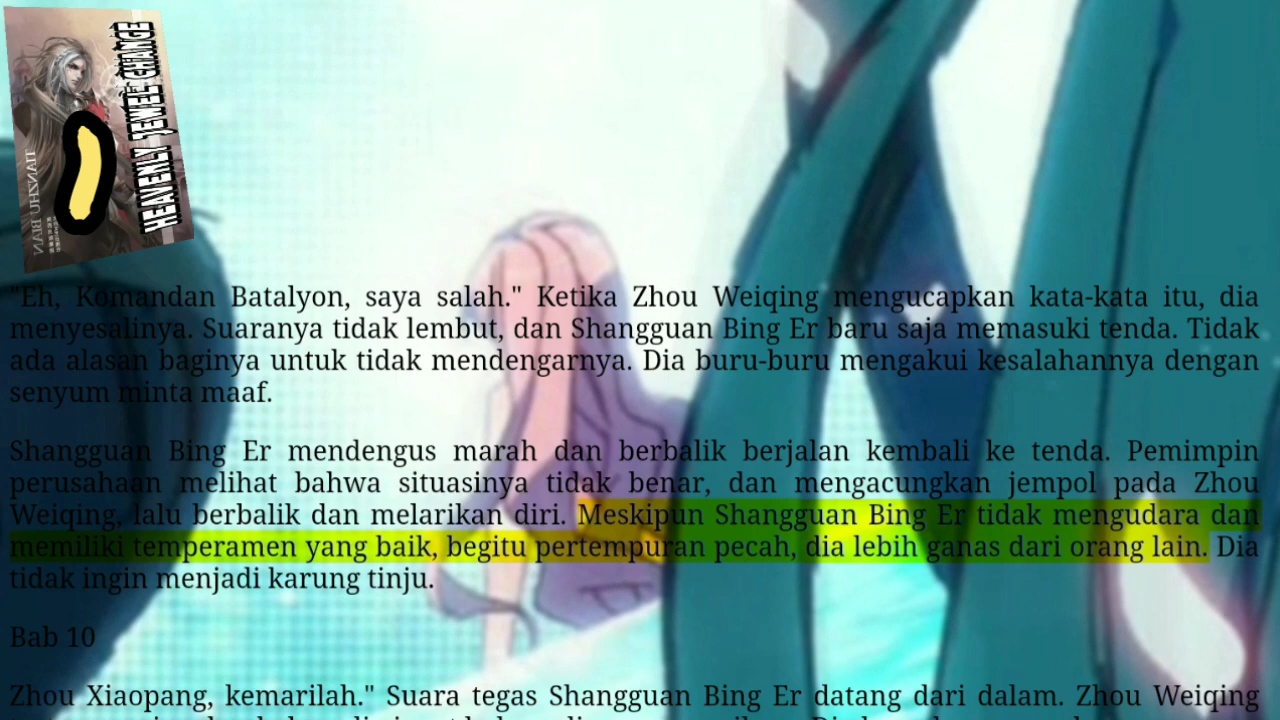 HEAVENLY JEWEL CHANGE
TIANZHU BIAN
"Eh, Komandan Batalyon, saya salah." Ketika Zhou Weiqing mengucapkan kata-kata itu, dia
menyesalinya. Suaranya tidak lembut, dan Shangguan Bing Er baru saja memasuki tenda. Tidak
ada alasan baginya untuk tidak mendengarnya. Dia buru-buru mengakui kesalahannya dengan
senyum minta maaf.
Shangguan Bing Er mendengus marah dan berbalik berjalan kembali ke tenda. Pemimpin
perusahaan melihat bahwa situasinya tidak benar, dan mengacungkan jempol pada Zhou
Weiqing, lalu berbalik dan melarikan diri. Meskipun Shangguan Bing Er tidak mengudara dan
memiliki temperamen yang baik, begitu pertempuran pecah, dia lebih ganas dari orang lain. Dia
tidak ingin menjadi karung tinju.
Bab 10
Zhou Xiaopang, kemarilah." Suara tegas Shangguan Bing Er datang dari dalam. Zhou Weiqing